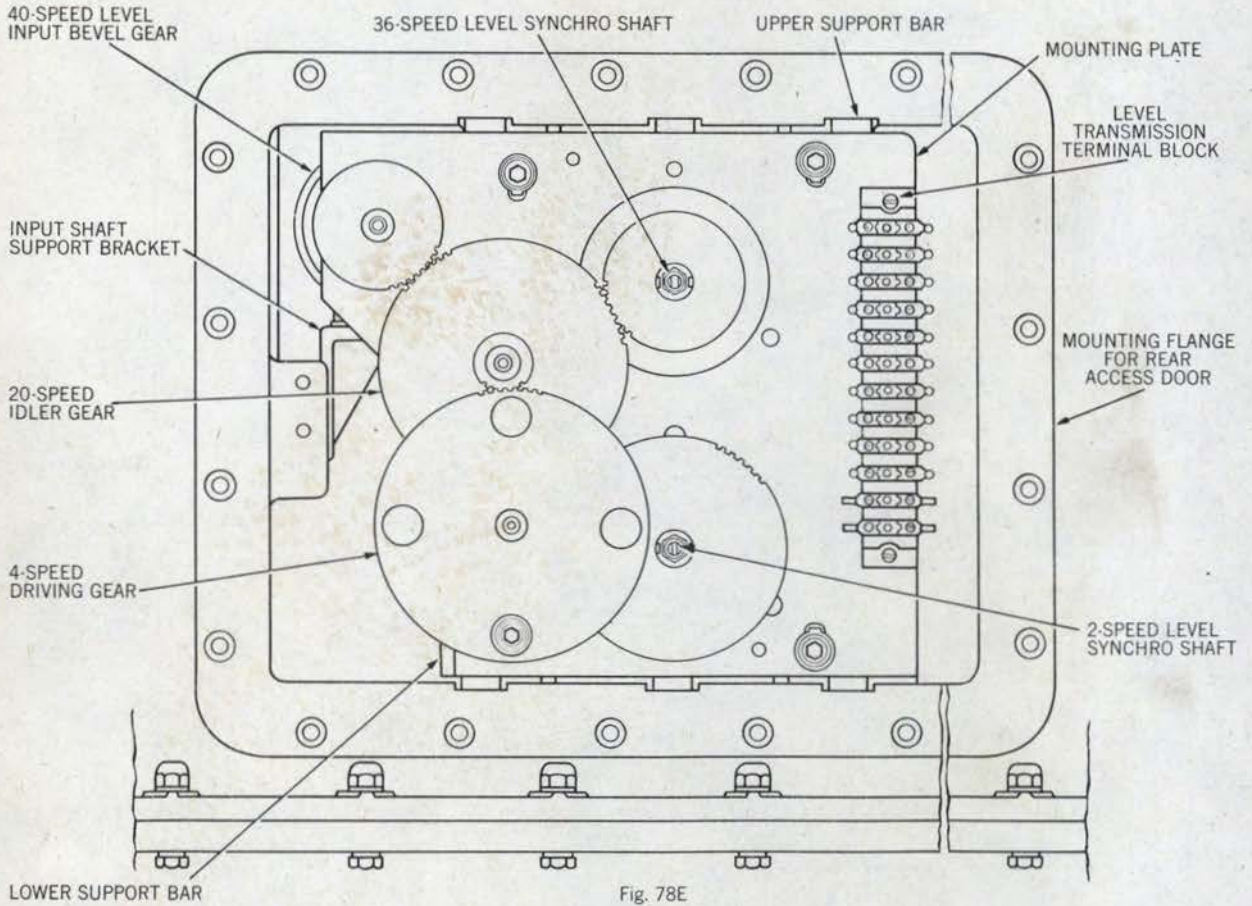 40-SPEED LEVEL
INPUT BEVEL GEAR
36-SPEED LEVEL SYNCHRO SHAFT
UPPER SUPPORT BAR
MOUNTING PLATE
LEVEL
TRANSMISSION
TERMINAL BLOCK
INPUT SHAFT
SUPPORT BRACKET
MOUNTING FLANGE
FOR REAR
ACCESS DOOR
20-SPEED
IDLER GEAR
4-SPEED
DRIVING GEAR
2-SPEED LEVEL
SYNCHRO SHAFT
LOWER SUPPORT BAR
Fig. 78E